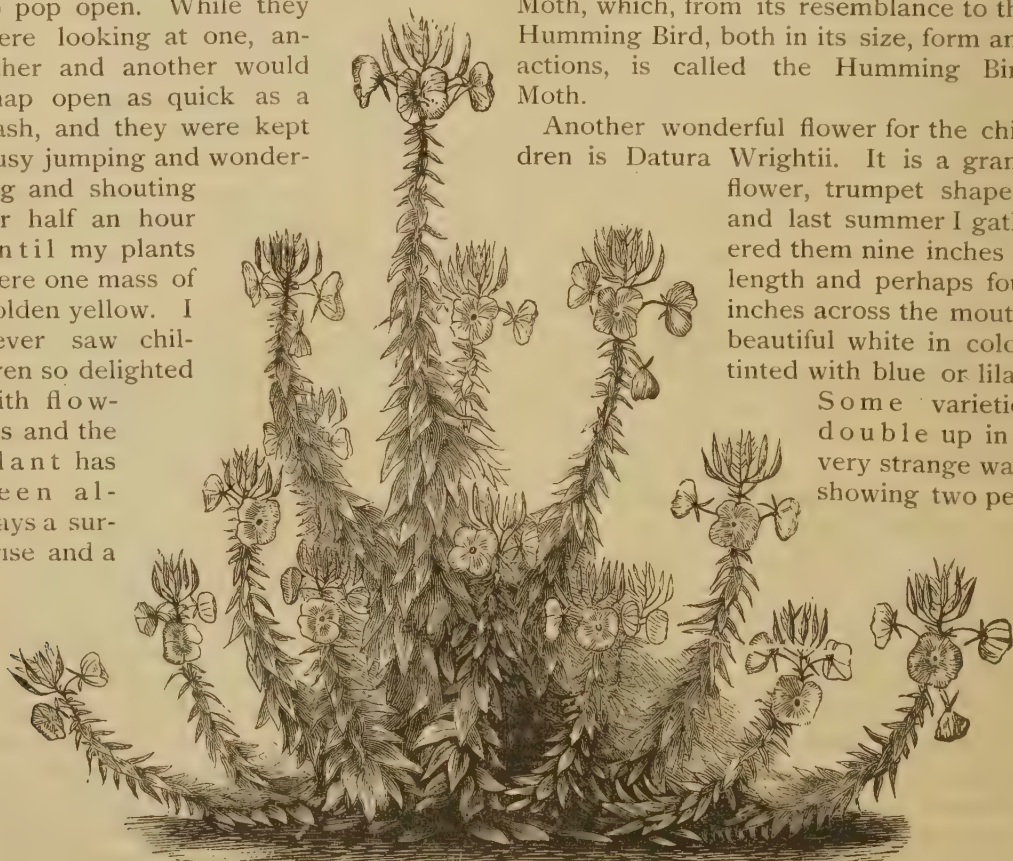 pop open. While they
ere looking at one, an-
her and another would
ap open as quick as a
ash, and they were kept
usy jumping and wonder-
g and shouting
r half an hour
ntil my plants
ere one mass of
olden yellow. I
ever saw chil-
ren so delighted
ith flow-
s and the
lant has
een al-
ays a sur-
ise and a
Moth, which, from its resemblance to th
Humming Bird, both in its size, form an
actions, is called the Humming Bir
Moth.
Another wonderful flower for the chi
dren is Datura Wrightii. It is a gran
flower, trumpet shape
and last summer I gath
ered them nine inches
length and perhaps fou
inches across the mout
beautiful white in colo
tinted with blue or lila
Some varietie
double up in
very strange wa
showing two pe